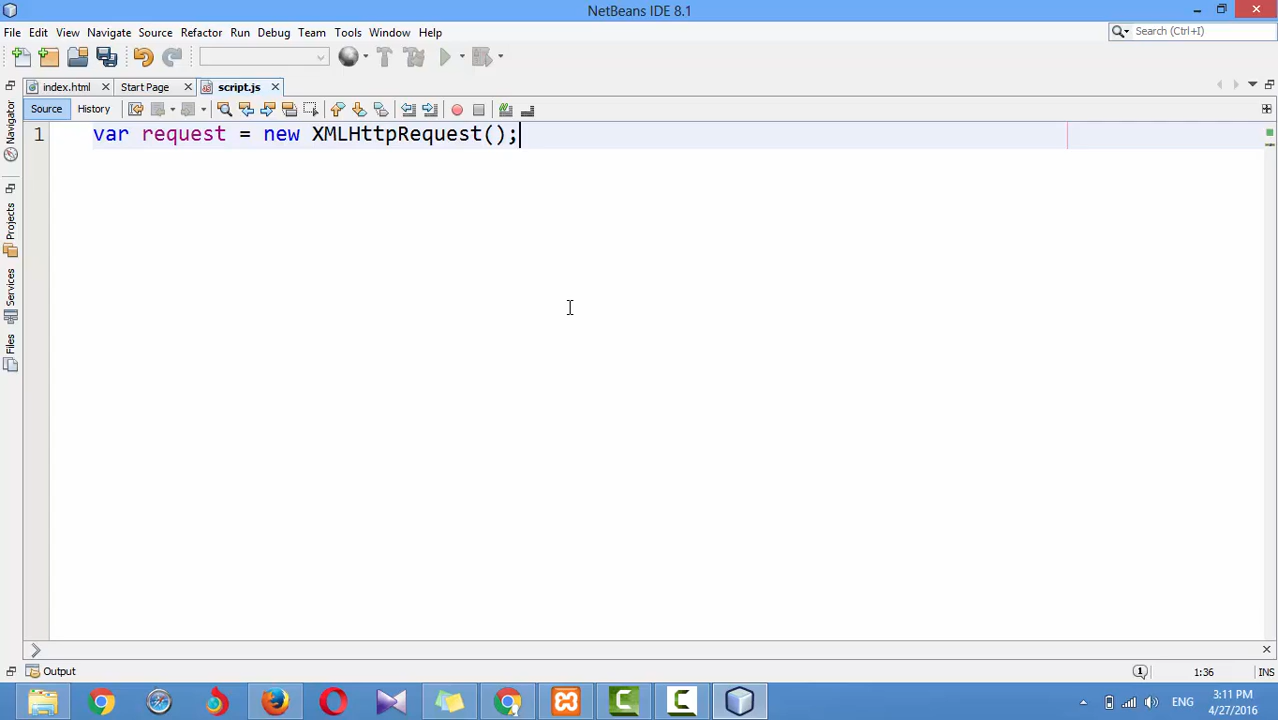 NetBeans IDE 8.1
File Edit View Navigate Source Refactor Run Debug Team Tools Window Help
Search (Ctrl+I)
index.html Start Page script.js
Source History
Navigator
Projects
Services
Files
1 var request = new XMLHttpRequest();
Output
1 1:36 INS
ENG
3:11 PM
4/27/2016